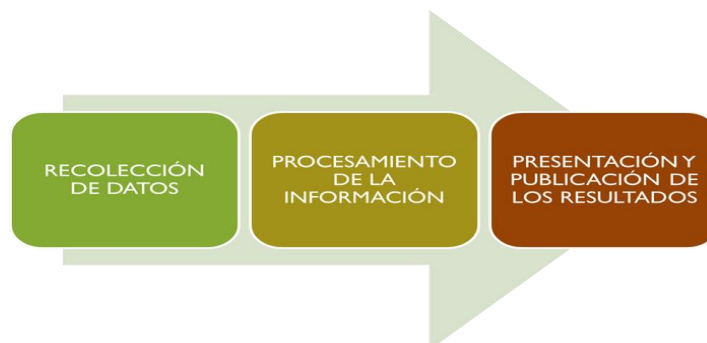 RECOLECCIÓN
DE DATOS
PROCESAMIENTO
DE LA
INFORMACIÓN
PRESENTACIÓN Y
PUBLICACIÓN DE
LOS RESULTADOS